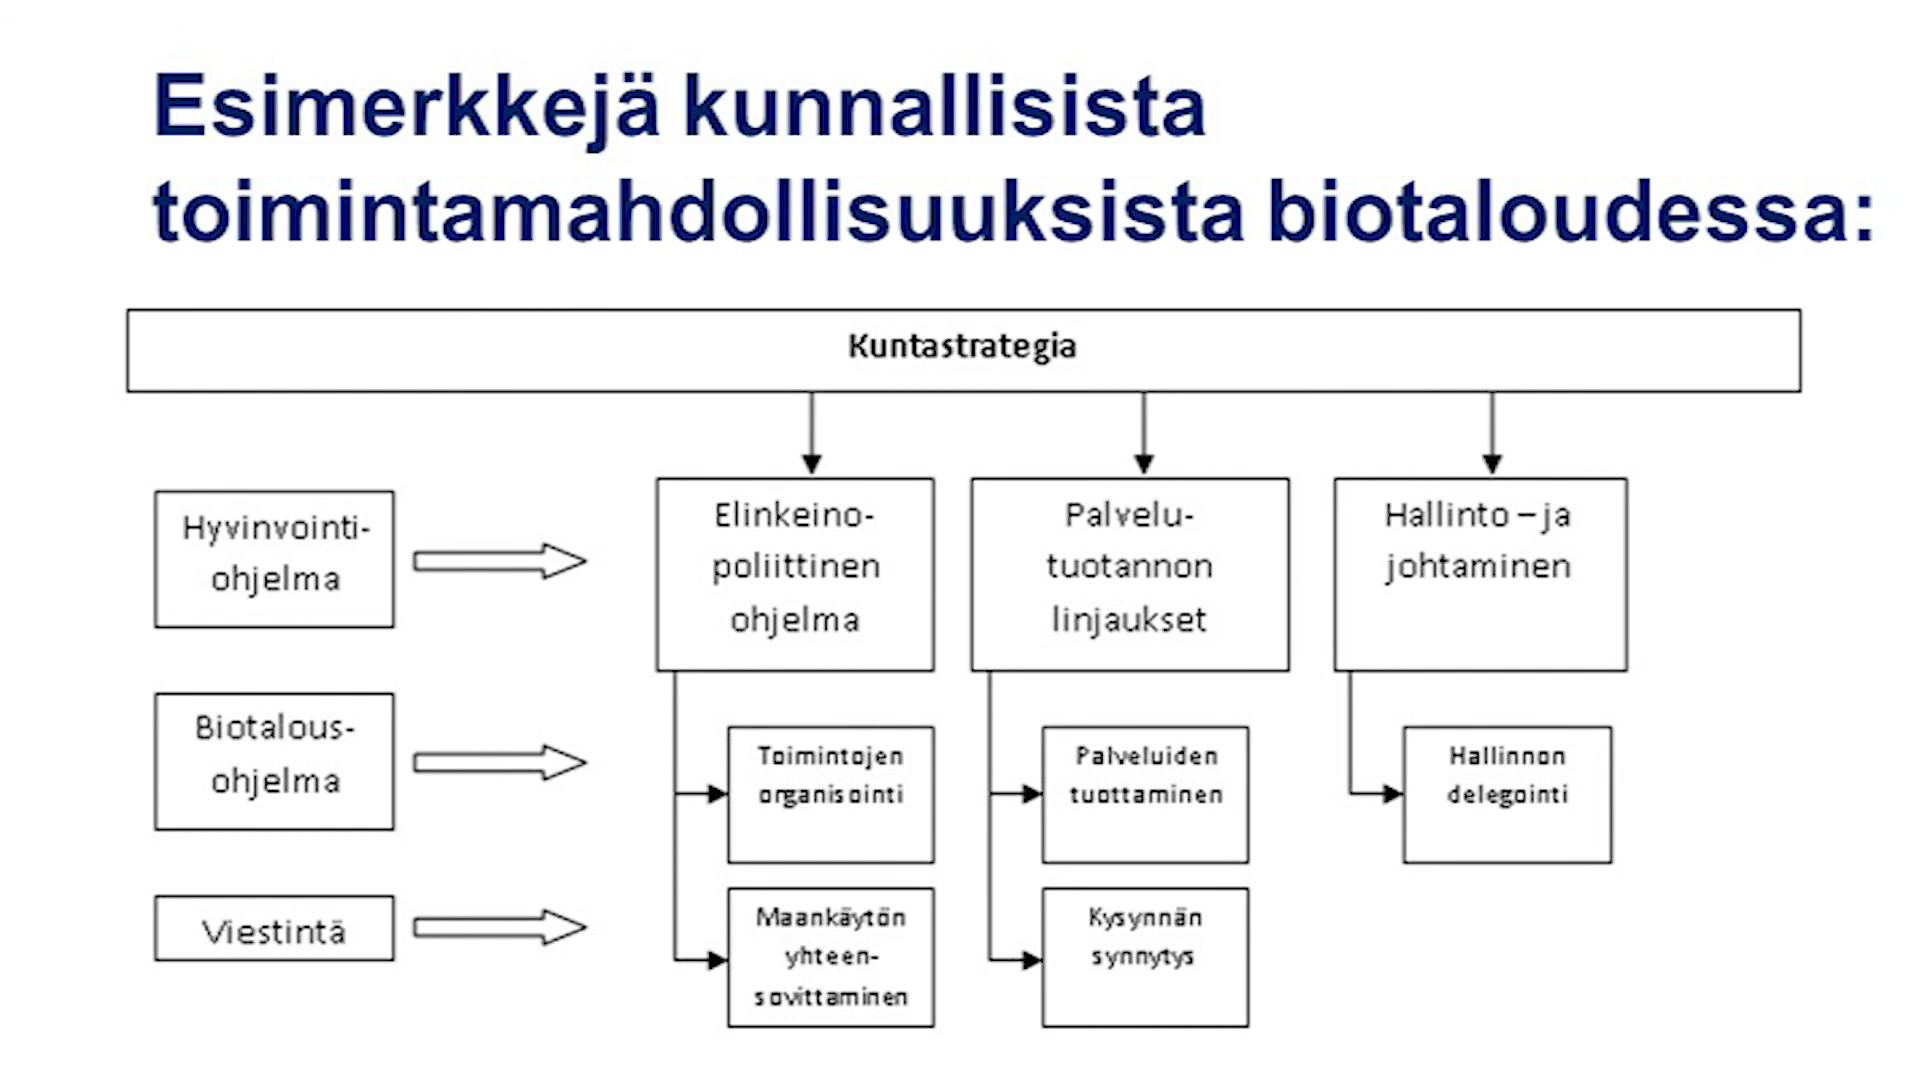 Esimerkkejä kunnallisista
toimintamahdollisuuksista biotaloudessa:
Kuntastrategia
Hyvinvointi-
ohjelma
Biotalous-
ohjelma
Viestintä
Elinkeino-
poliittinen
ohjelma
Toimintojen
organisointi
Maankäytön
yhteen-
sovittaminen
Palvelu-
tuotannon
linjaukset
Palveluiden
tuottaminen
Kysynnän
synnytys
Hallinto – ja
johtaminen
Hallinnon
delegointi